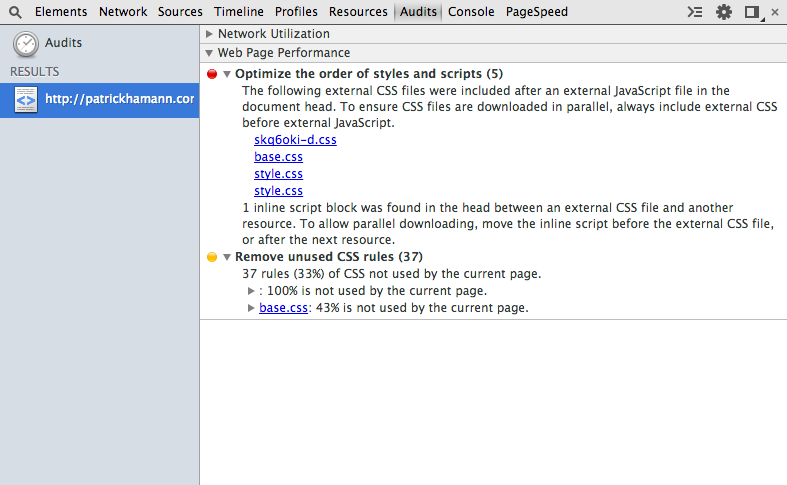 Elements Network Sources Timeline Profiles Resources Audits Console PageSpeed
Audits
RESULTS
http://patrickhamann.cor
Network Utilization
Web Page Performance
Optimize the order of styles and scripts (5)
The following external CSS files were included after an external JavaScript file in the
document head. To ensure CSS files are downloaded in parallel, always include external CSS
before external JavaScript.
skq6oki-d.css
base.css
style.css
style.css
1 inline script block was found in the head between an external CSS file and another
resource. To allow parallel downloading, move the inline script before the external CSS file,
or after the next resource.
Remove unused CSS rules (37)
37 rules (33%) of CSS not used by the current page.
: 100% is not used by the current page.
base.css: 43% is not used by the current page.